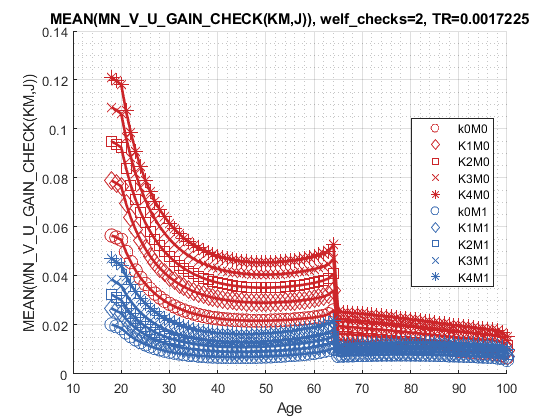 MEAN(MN_V_U_GAIN_CHECK(KM,J)), welf_checks=2, TR=0.0017225
MEAN(MN_V_U_GAIN_CHECK(KM,J))
0.14
0.12
0.1
0.08
0.06
0.04
0.02
0
10
20
30
40
50
60
70
80
90
100
Age
k0M0
K1M0
K2M0
K3M0
K4M0
k0M1
K1M1
K2M1
K3M1
K4M1